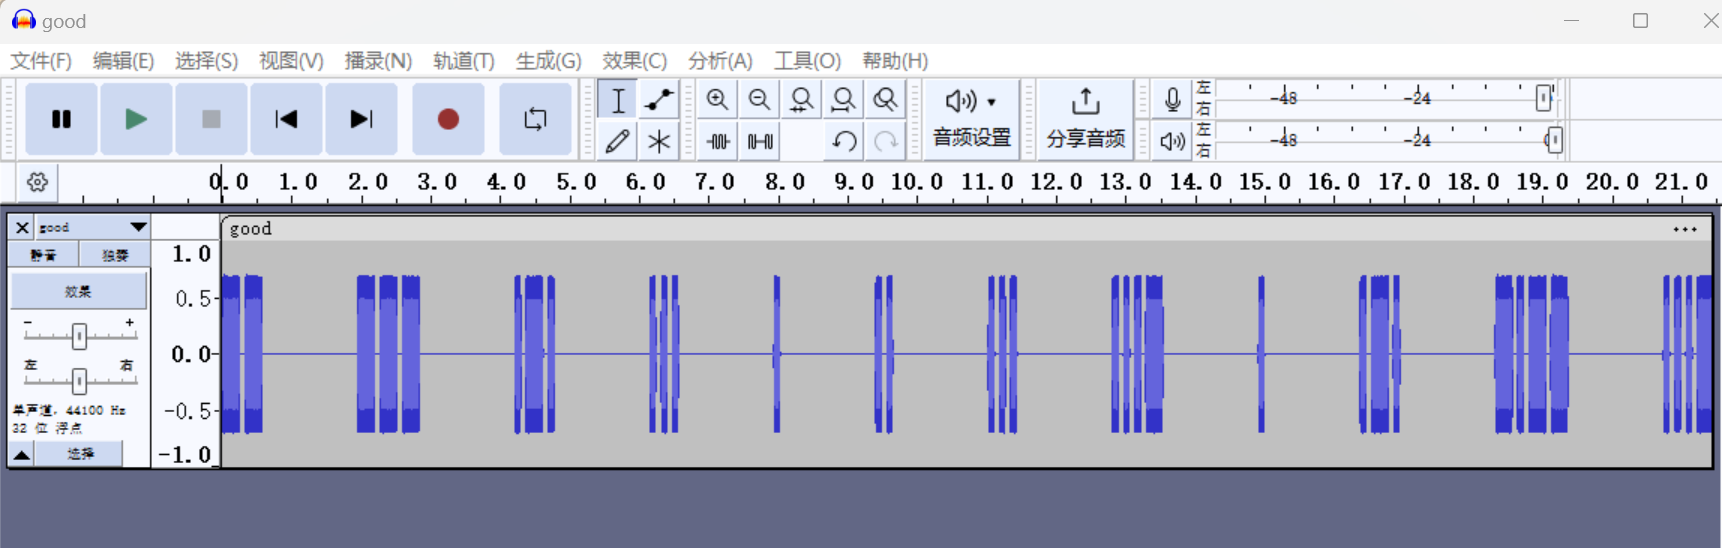 good
文件(F) 编辑(E) 选择(S) 视图(V) 播录(N) 轨道(T) 生成(G) 效果(C) 分析(A) 工具(O) 帮助(H)
音频设置
分享音频
左
右
-48 -24
左
右
-48 -24
0.0 1.0 2.0 3.0 4.0 5.0 6.0 7.0 8.0 9.0 10.0 11.0 12.0 13.0 14.0 15.0 16.0 17.0 18.0 19.0 20.0 21.0
good
静音 独奏
效果
- +
左 右
单声道, 44100 Hz
32 位 浮点
选择
1.0
0.5-
0.0-
-0.5-
-1.0
good